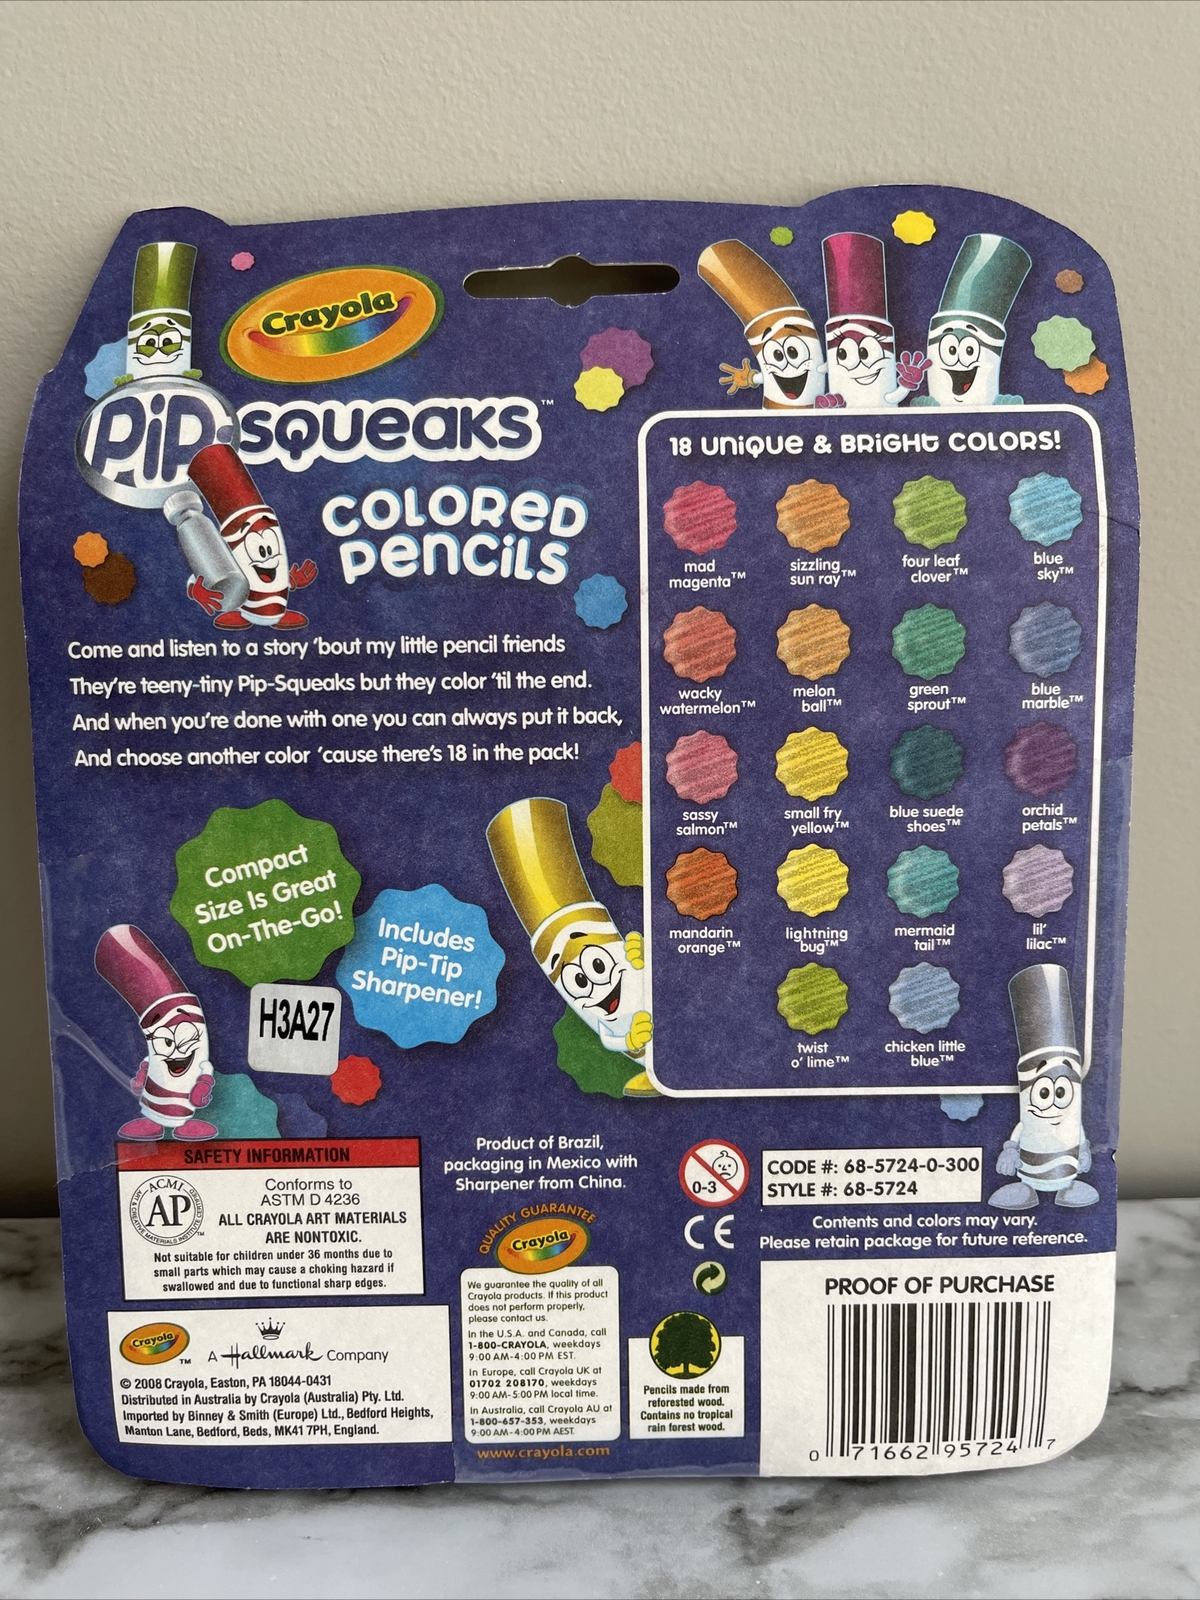 Crayola
PiP-SQUeaKS™
COLORED
PENCILS
Come and listen to a story ‘bout my little pencil friends
They’re teeny-tiny Pip-Squeaks but they color ‘til the end.
And when you’re done with one you can always put it back,
And choose another color ‘cause there’s 18 in the pack!
Compact
Size Is Great
On-The-Go!
Includes
Pip-Tip
Sharpener!
H3A27
18 UNiQUe & BRiGHt COLORS!
mad
magenta™
sizzling
sun ray™
four leaf
clover™
blue
sky™
wacky
watermelon™
melon
ball™
green
sprout™
blue
marble™
sassy
salmon™
small fry
yellow™
blue suede
shoes™
orchid
petals™
mandarin
orange™
lightning
bug™
mermaid
tail™
lil’
lilac™
twist
o’ lime™
chicken little
blue™
SAFETY INFORMATION
ACMI
AP
ART & CREATIVE MATERIALS INSTITUTE CERTIFIED
Conforms to
ASTM D 4236
ALL CRAYOLA ART MATERIALS
ARE NONTOXIC.
Not suitable for children under 36 months due to
small parts which may cause a choking hazard if
swallowed and due to functional sharp edges.
Crayola™
A Hallmark Company
© 2008 Crayola, Easton, PA 18044-0431
Distributed in Australia by Crayola (Australia) Pty. Ltd.
Imported by Binney & Smith (Europe) Ltd., Bedford Heights,
Manton Lane, Bedford, Beds, MK41 7PH, England.
Product of Brazil,
packaging in Mexico with
Sharpener from China.
QUALITY GUARANTEE
Crayola
We guarantee the quality of all
Crayola products. If this product
does not perform properly,
please contact us.
In the U.S.A. and Canada, call
1-800-CRAYOLA, weekdays
9:00 AM-4:00 PM EST.
In Europe, call Crayola UK at
01702 208170, weekdays
9:00 AM-5:00 PM local time.
In Australia, call Crayola AU at
1-800-657-353, weekdays
9:00 AM-4:00 PM AEST.
www.crayola.com
0-3
CE
Pencils made from
reforested wood.
Contains no tropical
rain forest wood.
CODE #: 68-5724-0-300
STYLE #: 68-5724
Contents and colors may vary.
Please retain package for future reference.
PROOF OF PURCHASE
0 71662 95724 7